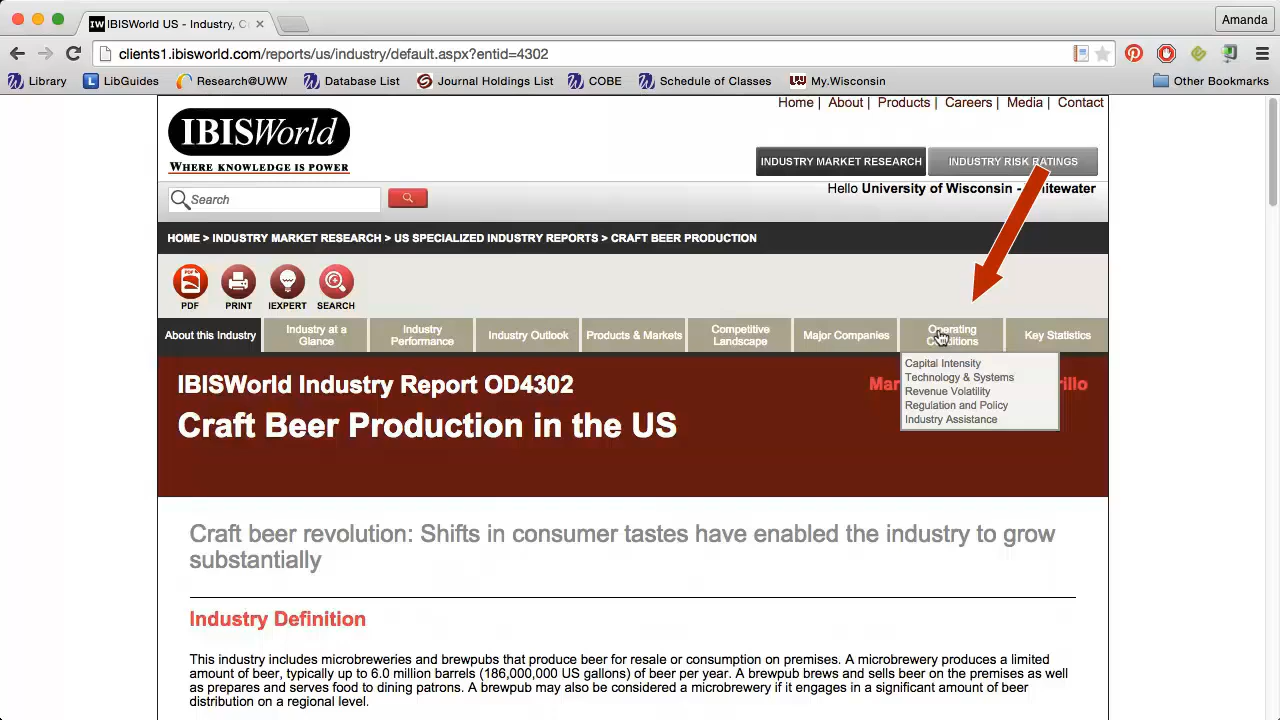 IW IBISWorld US - Industry, C
Amanda
clients1.ibisworld.com/reports/us/industry/default.aspx?entid=4302
Library LibGuides Research@UWW Database List Journal Holdings List COBE Schedule of Classes My.Wisconsin Other Bookmarks
Home | About | Products | Careers | Media | Contact
IBISWorld
WHERE KNOWLEDGE IS POWER
INDUSTRY MARKET RESEARCH INDUSTRY RISK RATINGS
Search
Hello University of Wisconsin - Whitewater
HOME > INDUSTRY MARKET RESEARCH > US SPECIALIZED INDUSTRY REPORTS > CRAFT BEER PRODUCTION
PDF PRINT IEXPERT SEARCH
About this Industry
Industry at a
Glance
Industry
Performance
Industry Outlook
Products & Markets
Competitive
Landscape
Major Companies
Operating
Conditions
Key Statistics
Capital Intensity
Technology & Systems
Revenue Volatility
Regulation and Policy
Industry Assistance
IBISWorld Industry Report OD4302
Craft Beer Production in the US
Craft beer revolution: Shifts in consumer tastes have enabled the industry to grow
substantially
Industry Definition
This industry includes microbreweries and brewpubs that produce beer for resale or consumption on premises. A microbrewery produces a limited
amount of beer, typically up to 6.0 million barrels (186,000,000 US gallons) of beer per year. A brewpub brews and sells beer on the premises as well
as prepares and serves food to dining patrons. A brewpub may also be considered a microbrewery if it engages in a significant amount of beer
distribution on a regional level.